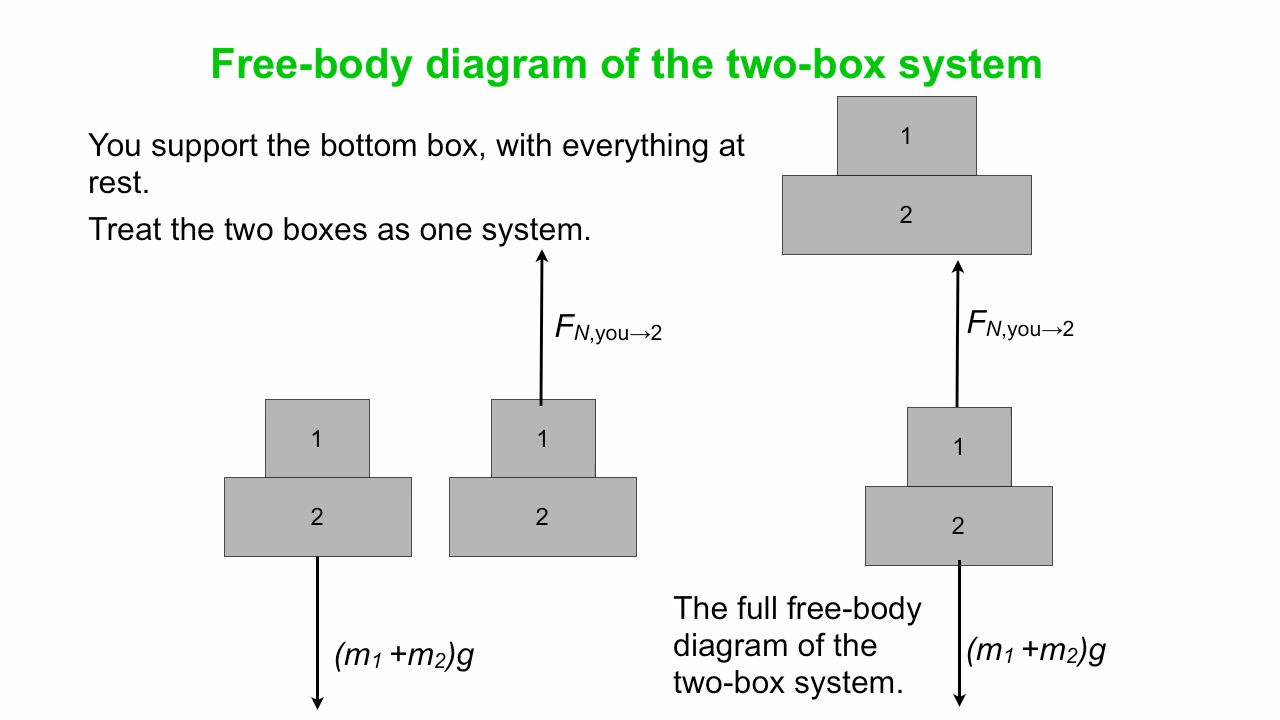 Free-body diagram of the two-box system
You support the bottom box, with everything at
rest.
Treat the two boxes as one system.
1
2
F_N,you→2
F_N,you→2
1
2
1
2
1
2
(m1 +m2)g
The full free-body
diagram of the
two-box system.
(m1 +m2)g